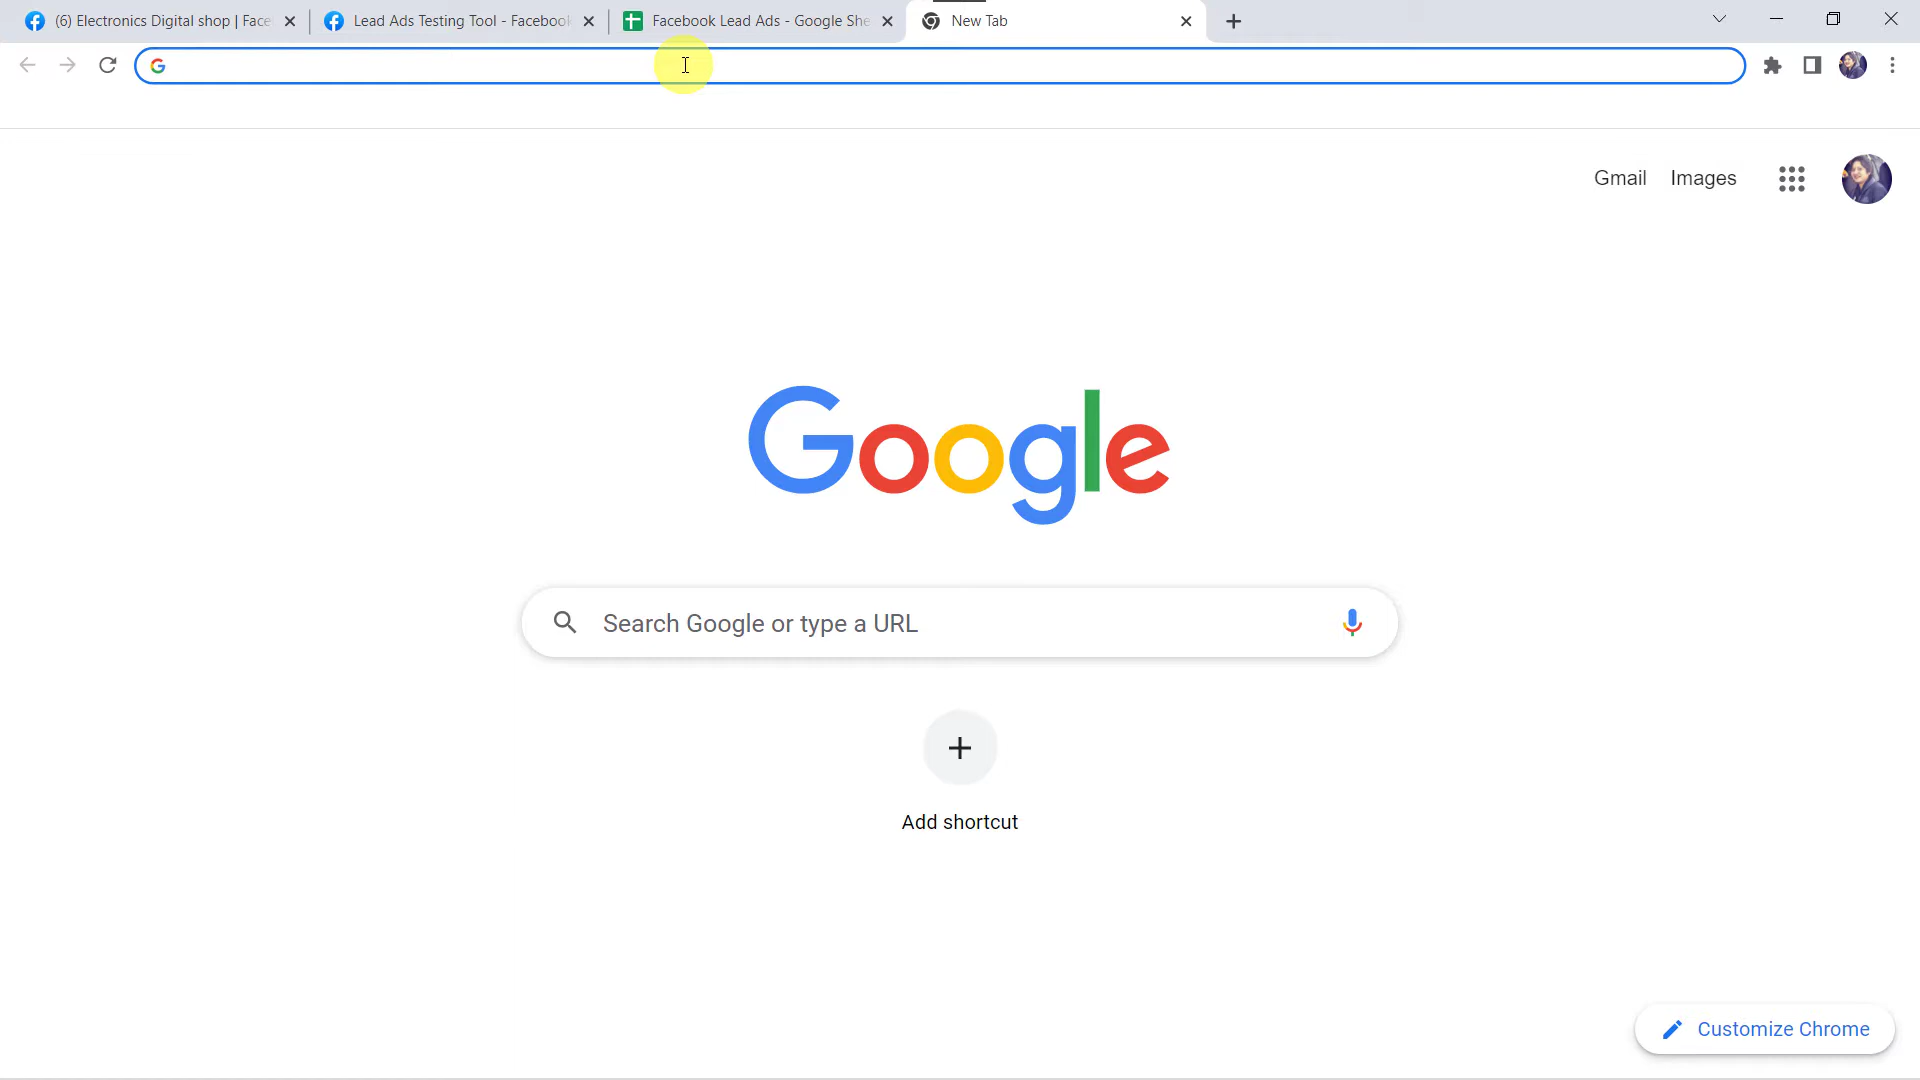 (6) Electronics Digital shop | Face
Lead Ads Testing Tool - Facebook
Facebook Lead Ads - Google She
New Tab
Gmail
Images
Google
Search Google or type a URL
Add shortcut
Customize Chrome